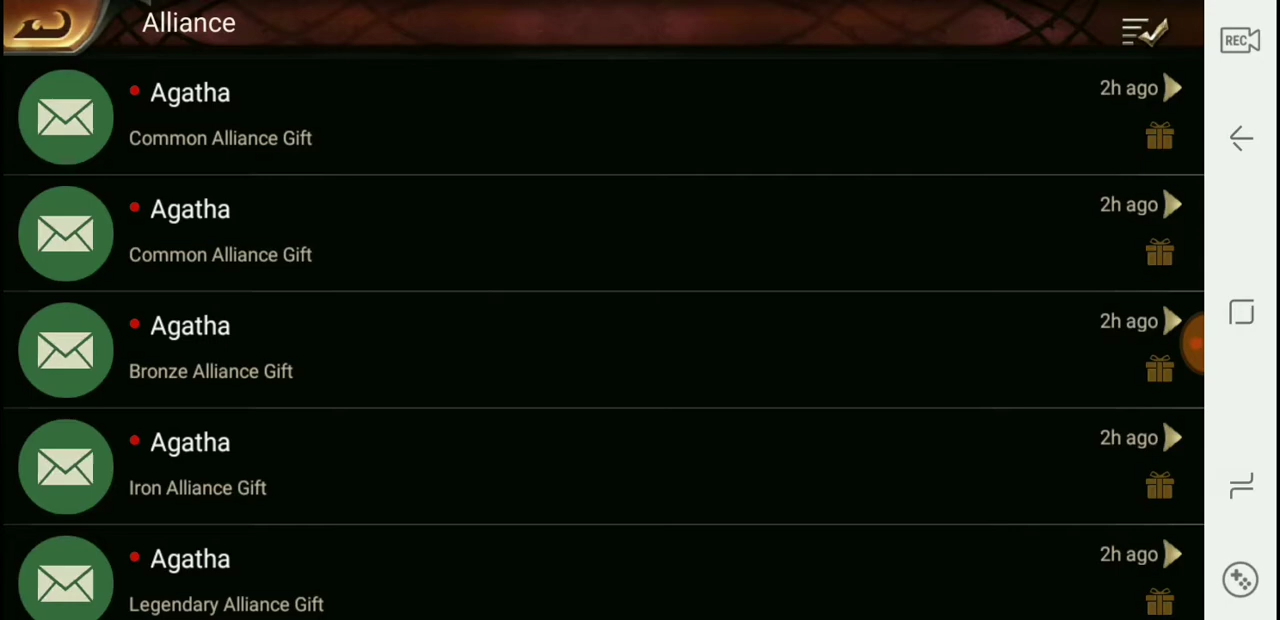 Alliance
REC
Agatha
2h ago
Common Alliance Gift
Agatha
2h ago
Common Alliance Gift
Agatha
2h ago
Bronze Alliance Gift
Agatha
2h ago
Iron Alliance Gift
Agatha
2h ago
Legendary Alliance Gift